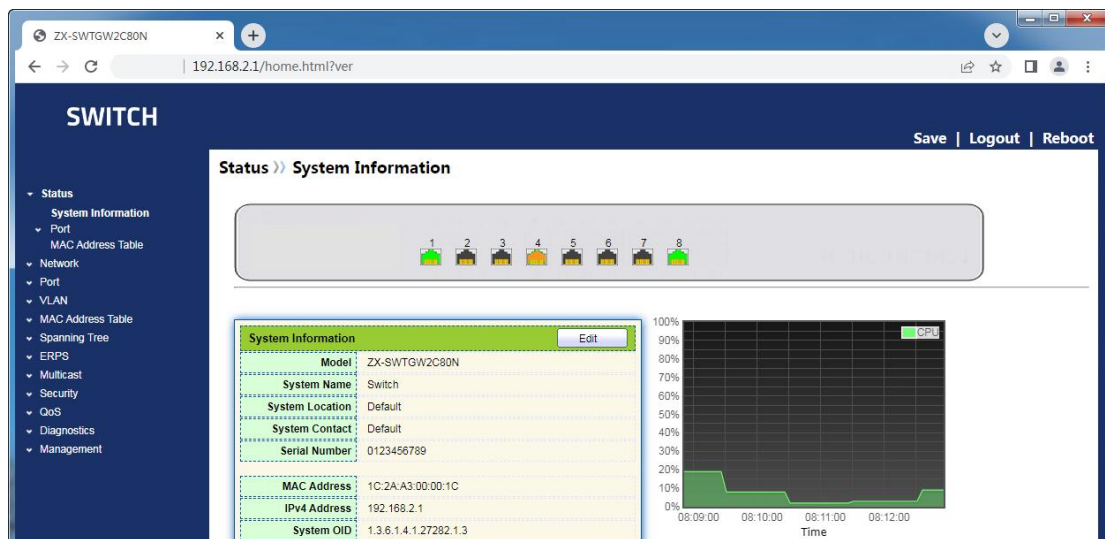 ZX-SWTGW2C80N
192.168.2.1/home.html?ver
SWITCH
Save | Logout | Reboot
Status » System Information
Status
System Information
Port
MAC Address Table
Network
Port
VLAN
MAC Address Table
Spanning Tree
ERPS
Multicast
Security
QoS
Diagnostics
Management
1 2 3 4 5 6 7 8
System Information Edit
Model ZX-SWTGW2C80N
System Name Switch
System Location Default
System Contact Default
Serial Number 0123456789
MAC Address 1C:2A:A3:00:00:1C
IPv4 Address 192.168.2.1
System OID 1.3.6.1.4.1.27282.1.3
CPU
100%
90%
80%
70%
60%
50%
40%
30%
20%
10%
0%
08:09:00 08:10:00 08:11:00 08:12:00
Time